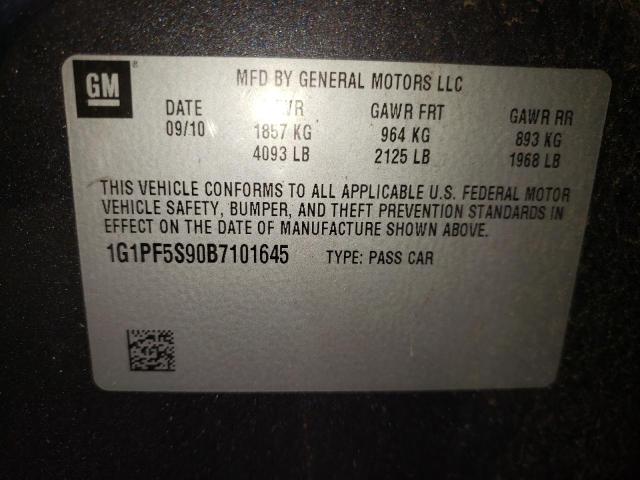 GM
MFD BY GENERAL MOTORS LLC
DATE WR GAWR FRT GAWR RR
09/10 1857 KG 964 KG 893 KG
4093 LB 2125 LB 1968 LB
THIS VEHICLE CONFORMS TO ALL APPLICABLE U.S. FEDERAL MOTOR
VEHICLE SAFETY, BUMPER, AND THEFT PREVENTION STANDARDS IN
EFFECT ON THE DATE OF MANUFACTURE SHOWN ABOVE.
1G1PF5S90B7101645 TYPE: PASS CAR